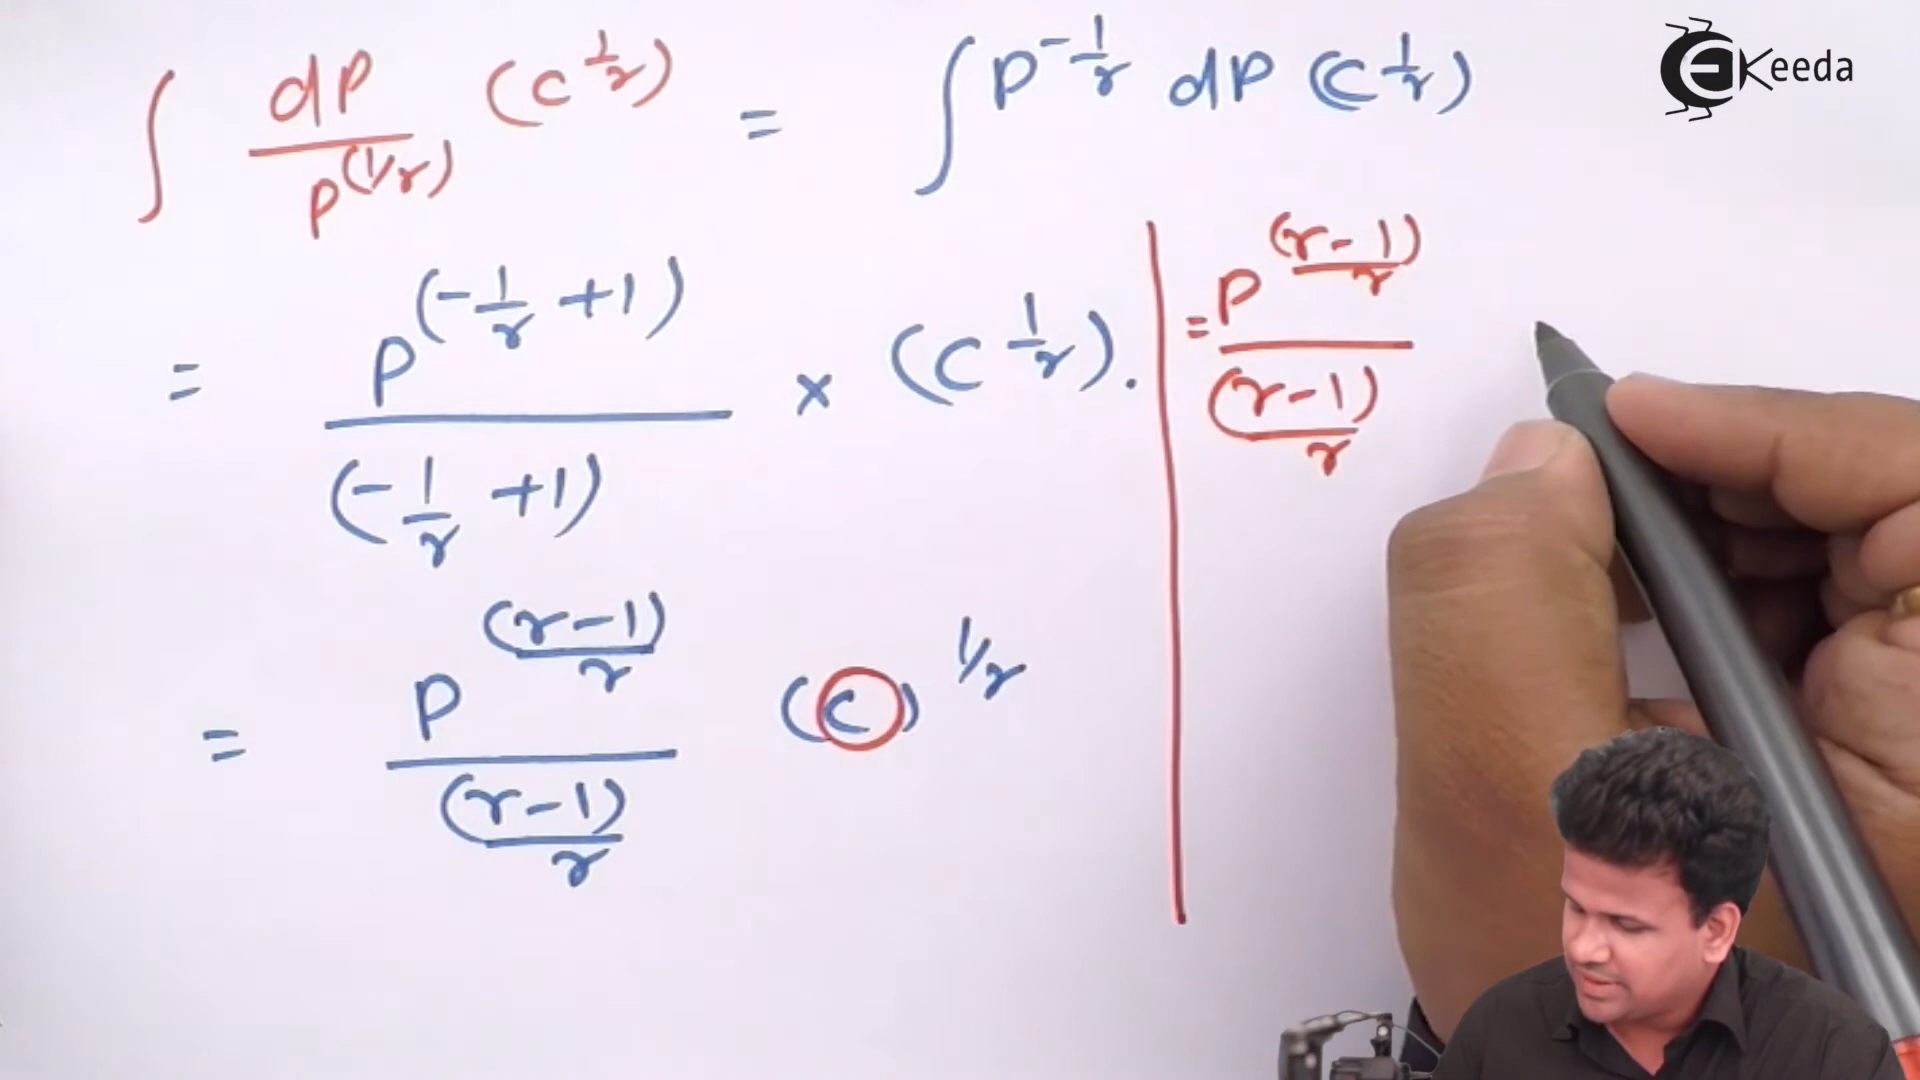 EKeeda
∫ dP/P^(1/r) (C^1/r) = ∫ P^-1/r dP (C^1/r)
= P^(-1/r +1)/(-1/r +1) × (C^1/r).
= P^(r-1)/r/(r-1)/r (C)^1/r
= P^(r-1)/r/(r-1)/r